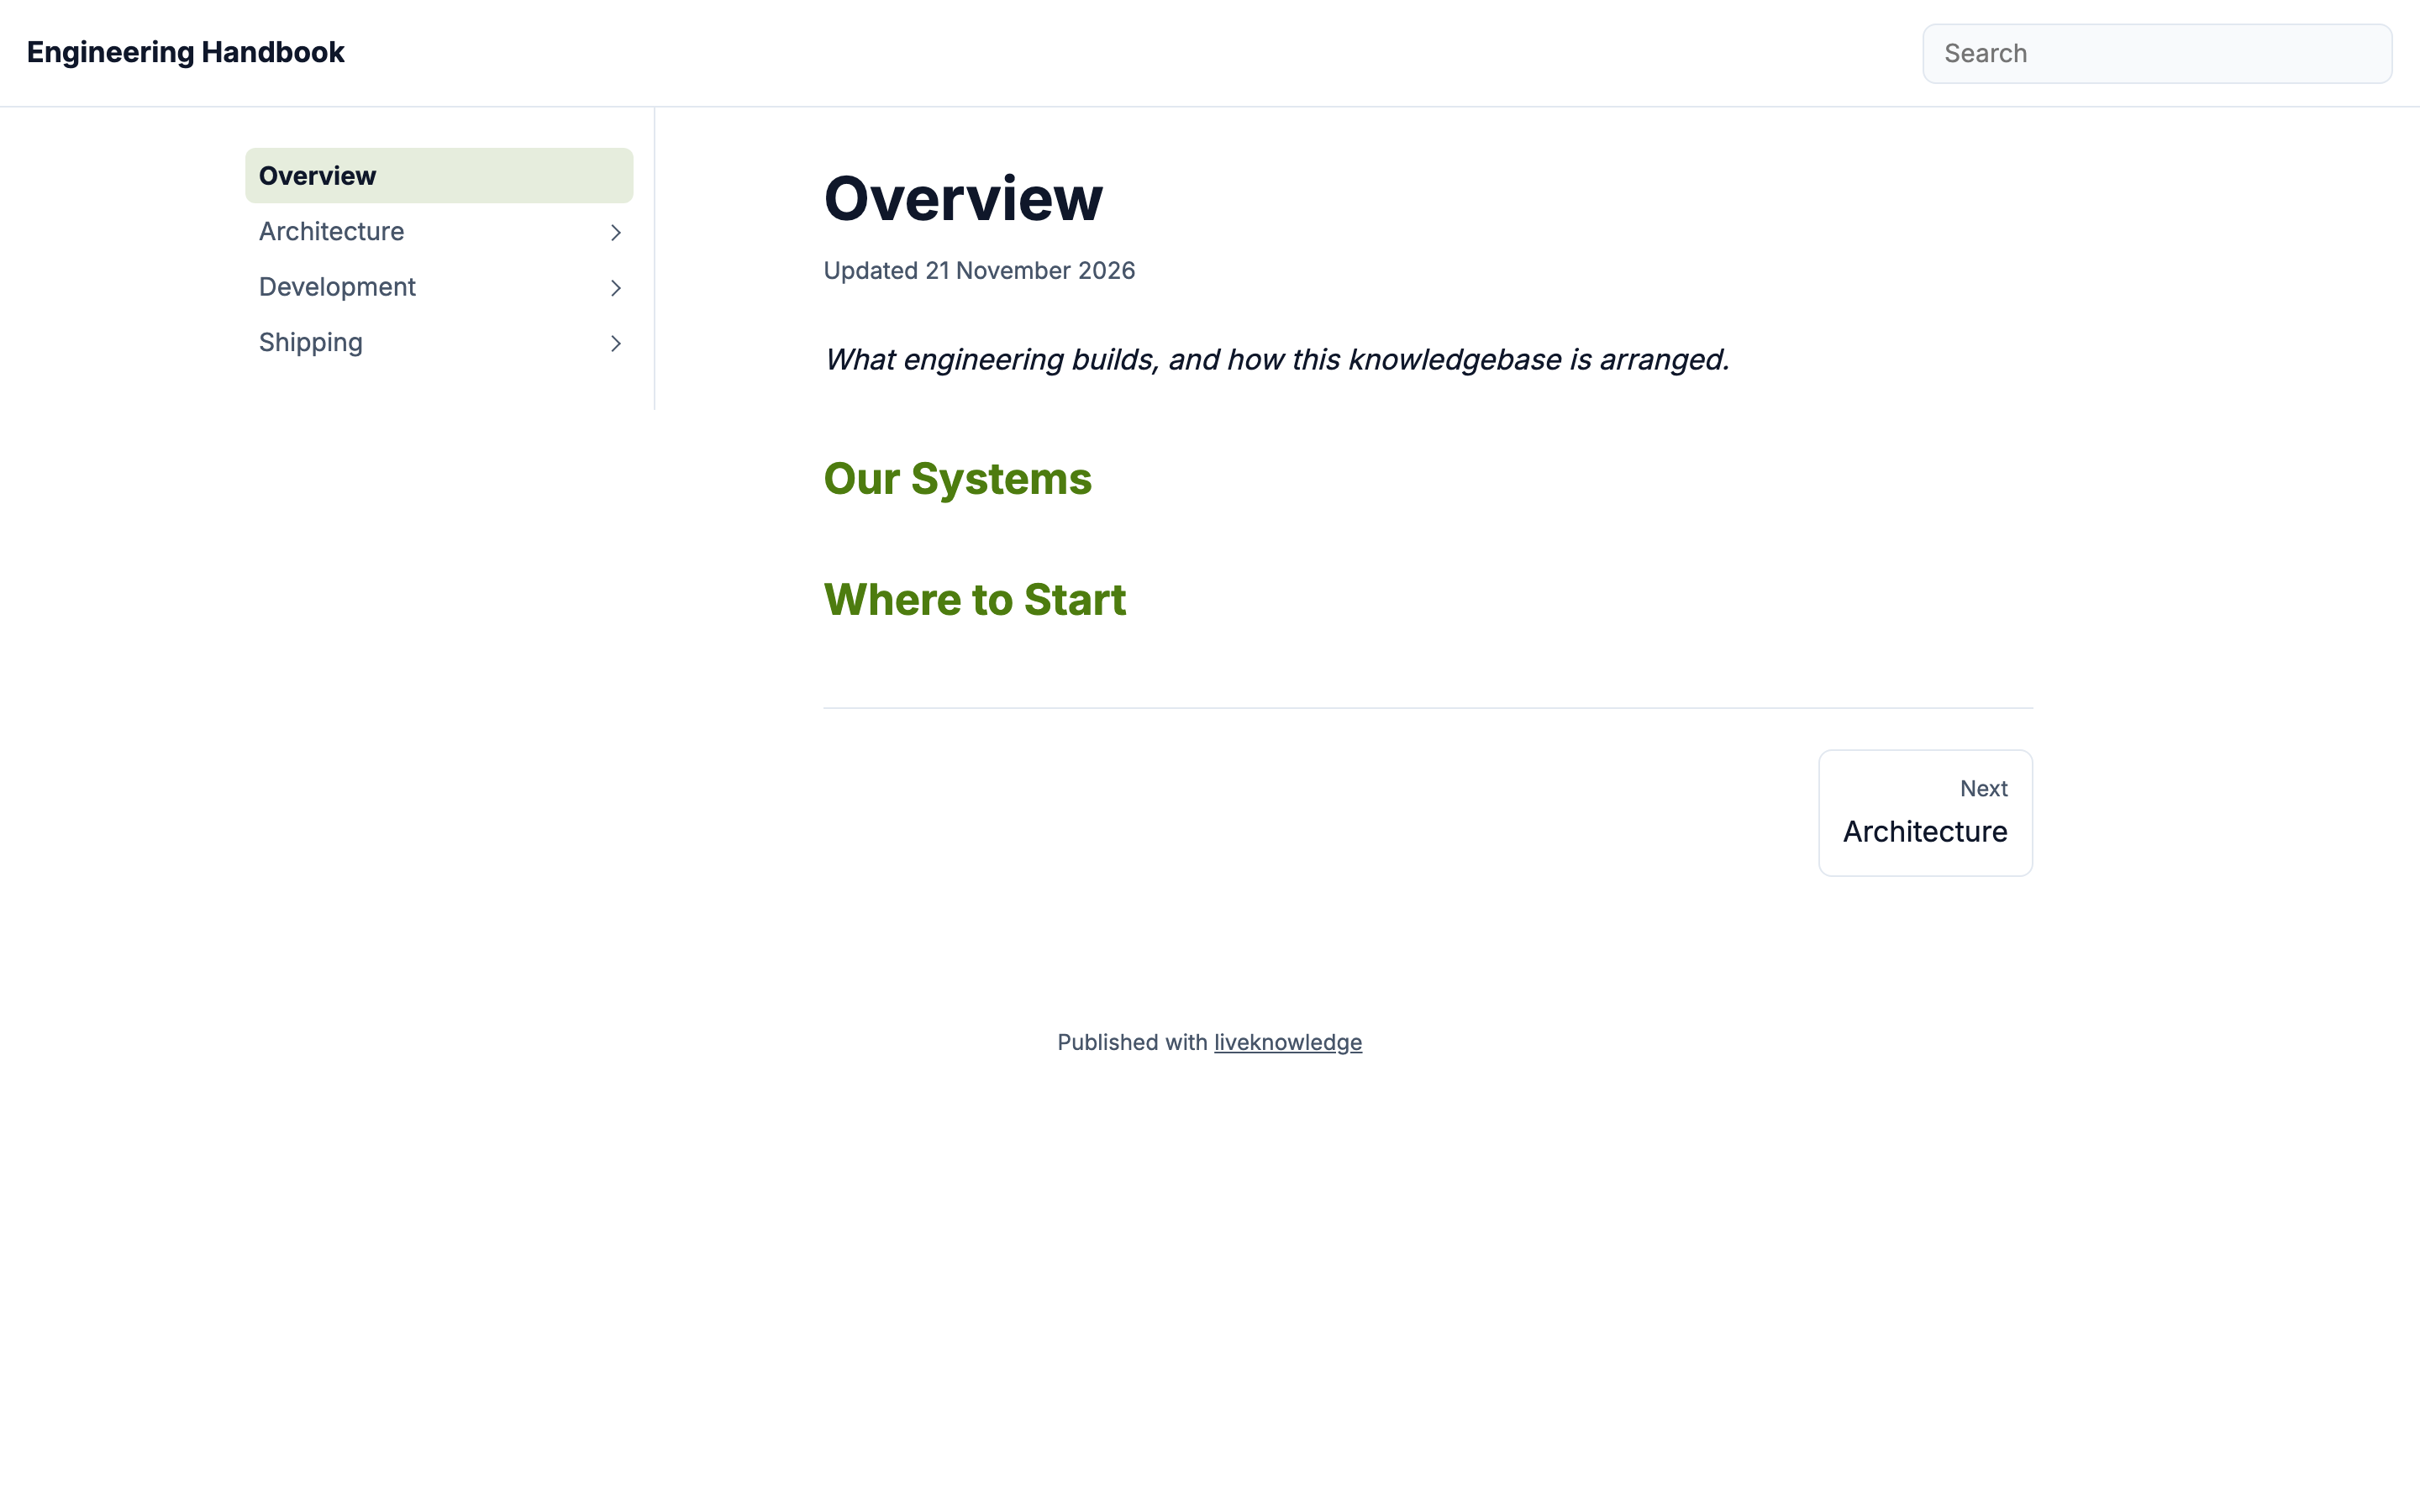 Engineering Handbook
Search
Overview
Architecture
Development
Shipping
Overview
Updated 21 November 2026
What engineering builds, and how this knowledgebase is arranged.
Our Systems
Where to Start
Next
Architecture
Published with liveknowledge